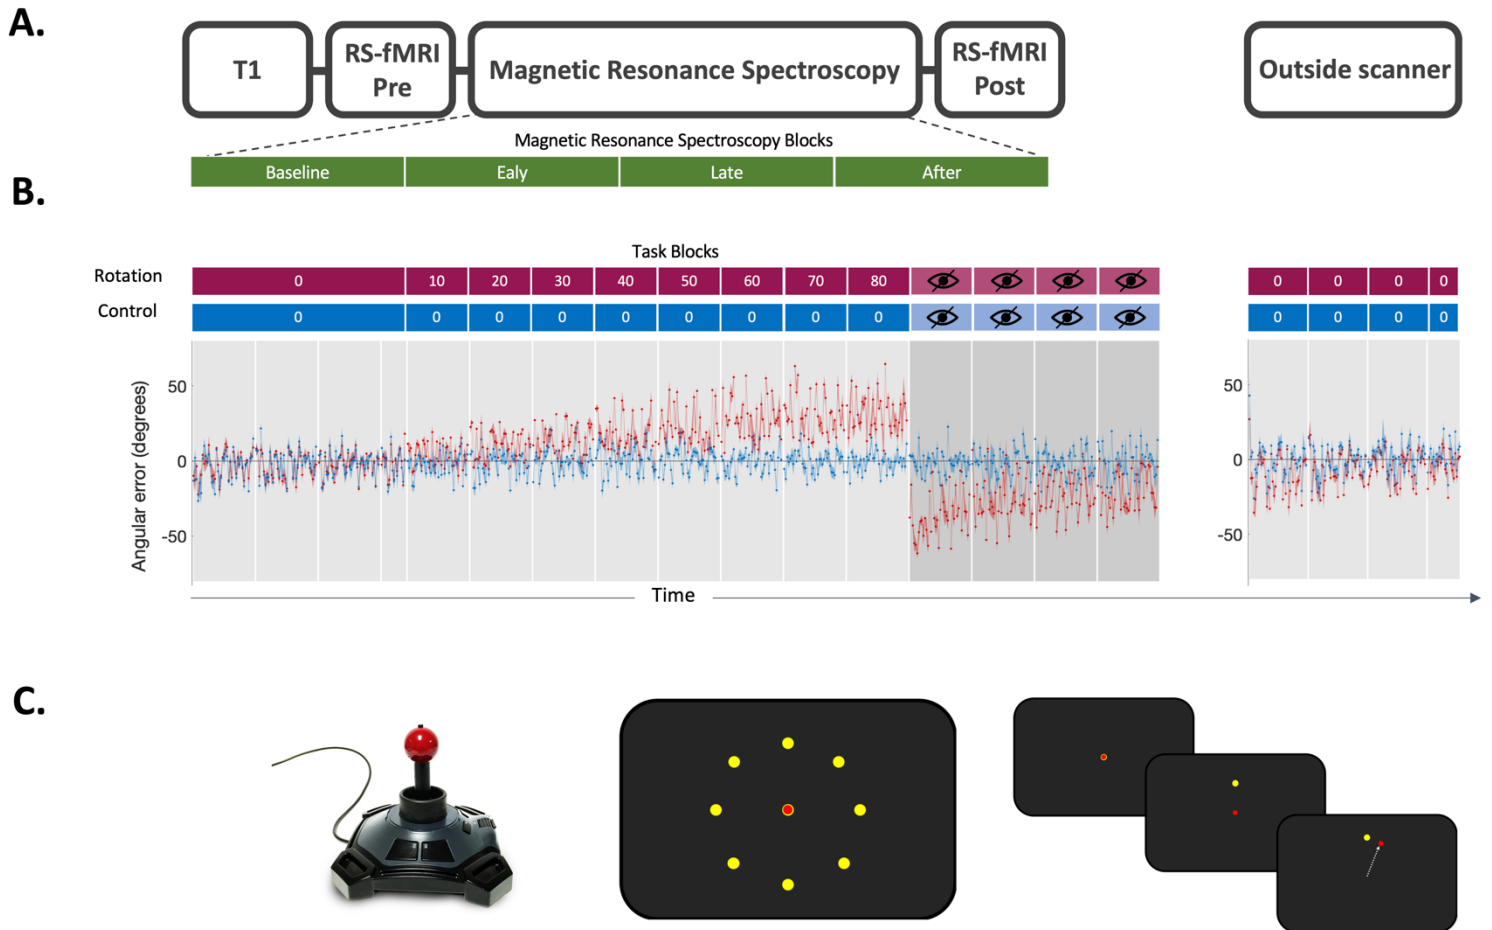 A.
T1
RS-fMRI
Pre
Magnetic Resonance Spectroscopy
RS-fMRI
Post
Outside scanner
Magnetic Resonance Spectroscopy Blocks
Baseline Ealy Late After
B.
Task Blocks
Rotation 0 10 20 30 40 50 60 70 80 0 0 0 0
Control 0 0 0 0 0 0 0 0 0 0 0 0 0
Angular error (degrees)
50
0
-50
50
0
-50
Time
C.